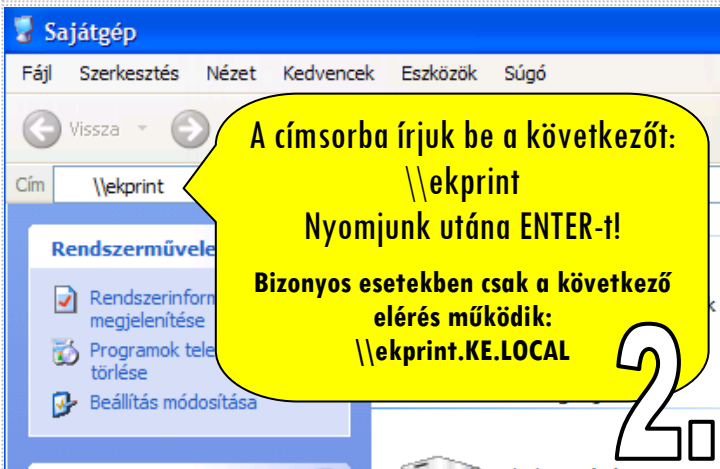 Sajátgép
Fájl Szerkesztés Nézet Kedvencek Eszközök Súgó
Vissza
Cím \\ekprint
A címsorba írjuk be a következőt:
\\ekprint
Nyomjunk utána ENTER-t!
Bizonyos esetekben csak a következő
elérés működik:
\\ekprint.KE.LOCAL
2.
Rendszerművele
Rendszerinform
megjelenítése
Programok tele
törlése
Beállítás módosítása